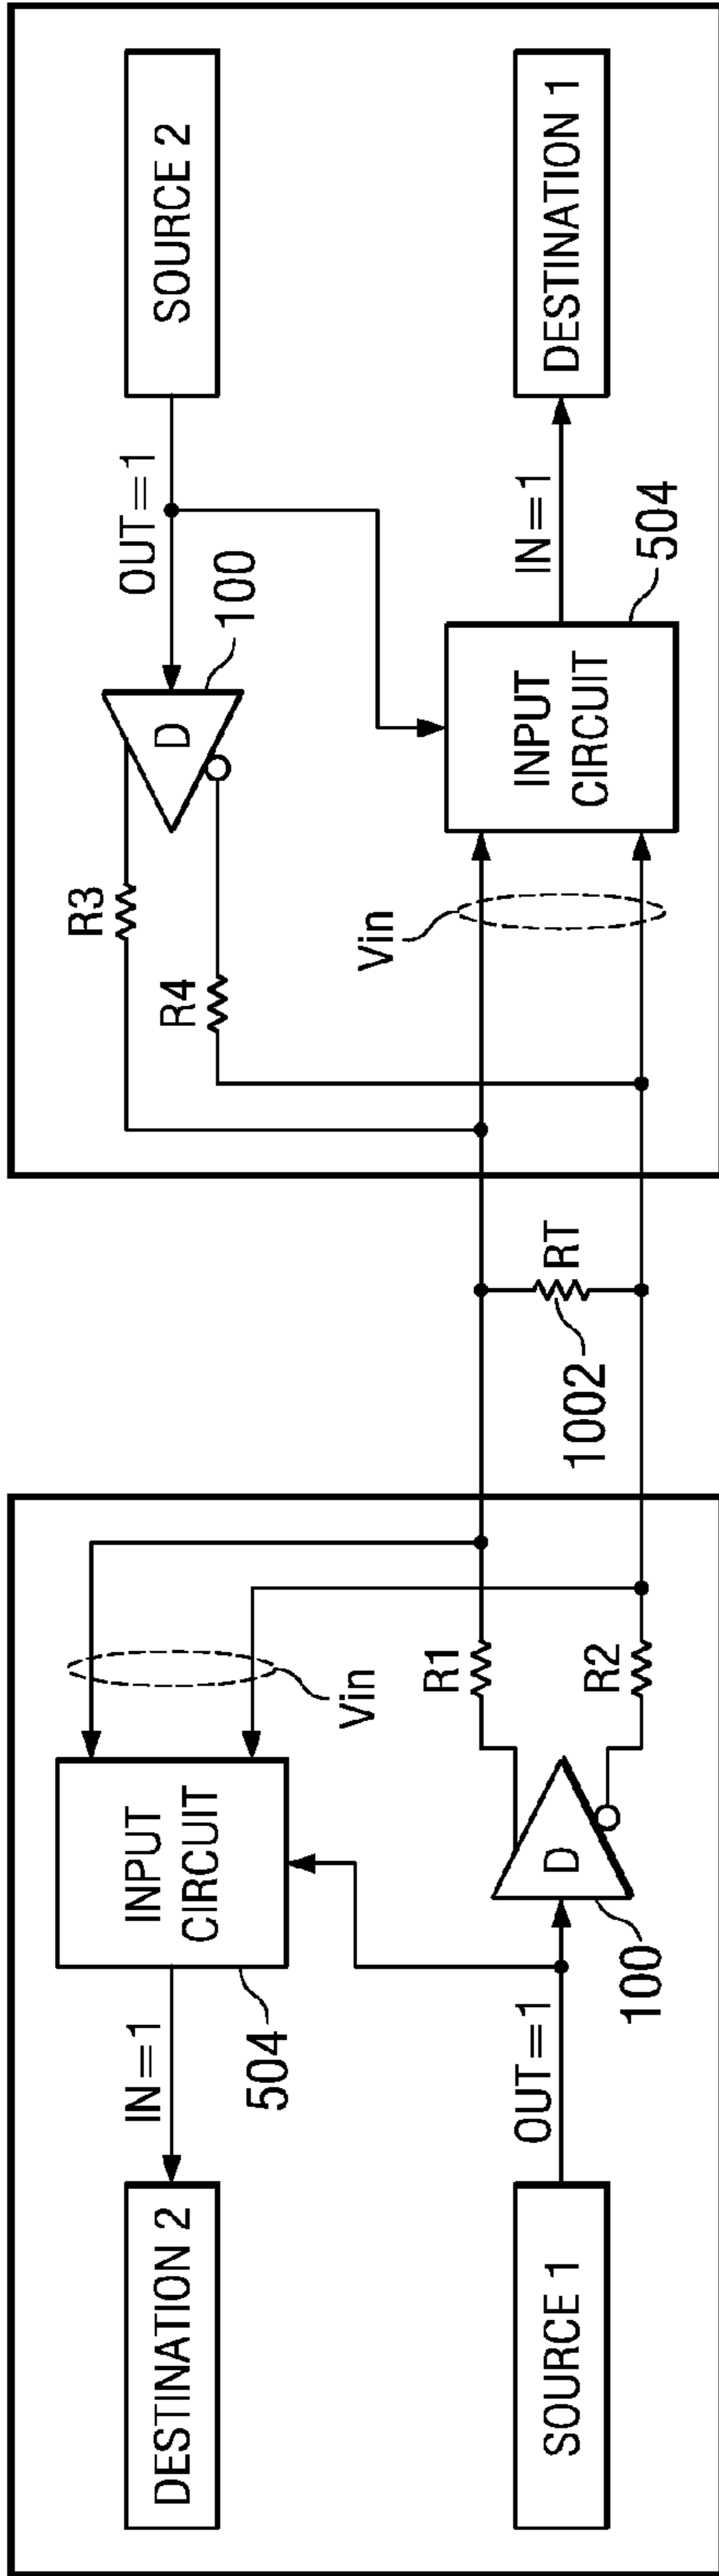 DESTINATION 2
IN=1
504
INPUT
CIRCUIT
Vin
SOURCE 1
OUT=1
D
100
R1
R2
1002
RT
R3
R4
D
100
OUT=1
SOURCE 2
Vin
INPUT
CIRCUIT
504
IN=1
DESTINATION 1